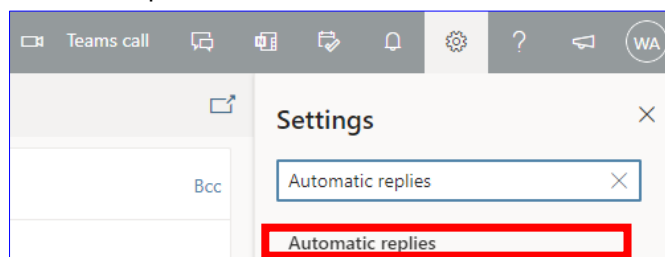 Teams call
?
WA
Settings
Bcc
Automatic replies
Automatic replies